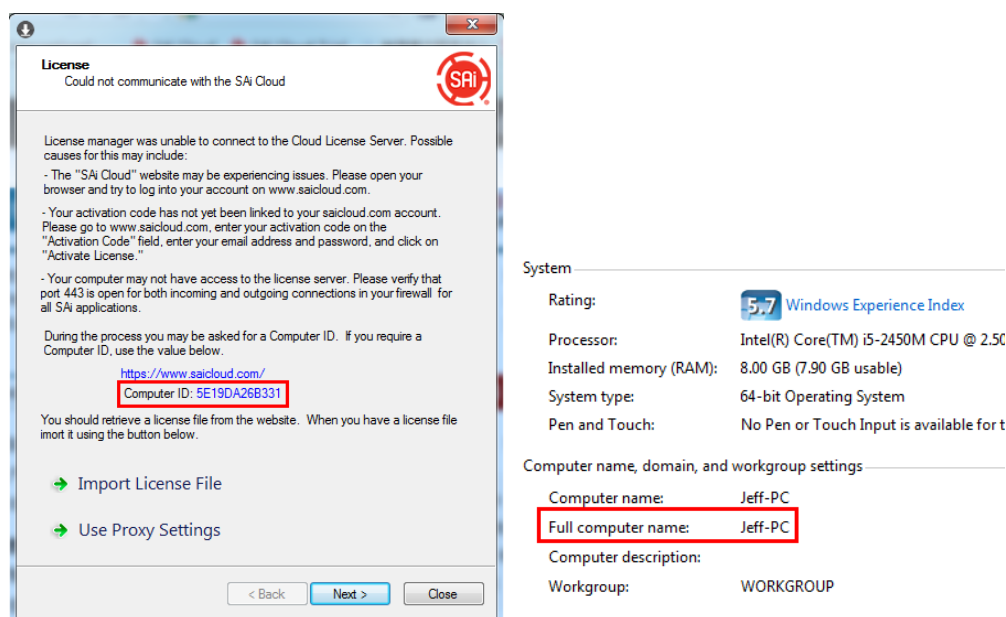 License
Could not communicate with the SAi Cloud
SAi
License manager was unable to connect to the Cloud License Server. Possible
causes for this may include:
- The "SAi Cloud" website may be experiencing issues. Please open your
browser and try to log into your account on www.saicloud.com.
- Your activation code has not yet been linked to your saicloud.com account.
Please go to www.saicloud.com, enter your activation code on the
"Activation Code" field, enter your email address and password, and click on
"Activate License."
- Your computer may not have access to the license server. Please verify that
port 443 is open for both incoming and outgoing connections in your firewall for
all SAi applications.
During the process you may be asked for a Computer ID. If you require a
Computer ID, use the value below.
https://www.saicloud.com/
Computer ID: 5E19DA26B331
You should retrieve a license file from the website. When you have a license file
imort it using the button below.
Import License File
Use Proxy Settings
< Back
Next >
Close
System
Rating: 5.7 Windows Experience Index
Processor: Intel(R) Core(TM) i5-2450M CPU @ 2.50
Installed memory (RAM): 8.00 GB (7.90 GB usable)
System type: 64-bit Operating System
Pen and Touch: No Pen or Touch Input is available for t
Computer name, domain, and workgroup settings
Computer name: Jeff-PC
Full computer name: Jeff-PC
Computer description:
Workgroup: WORKGROUP